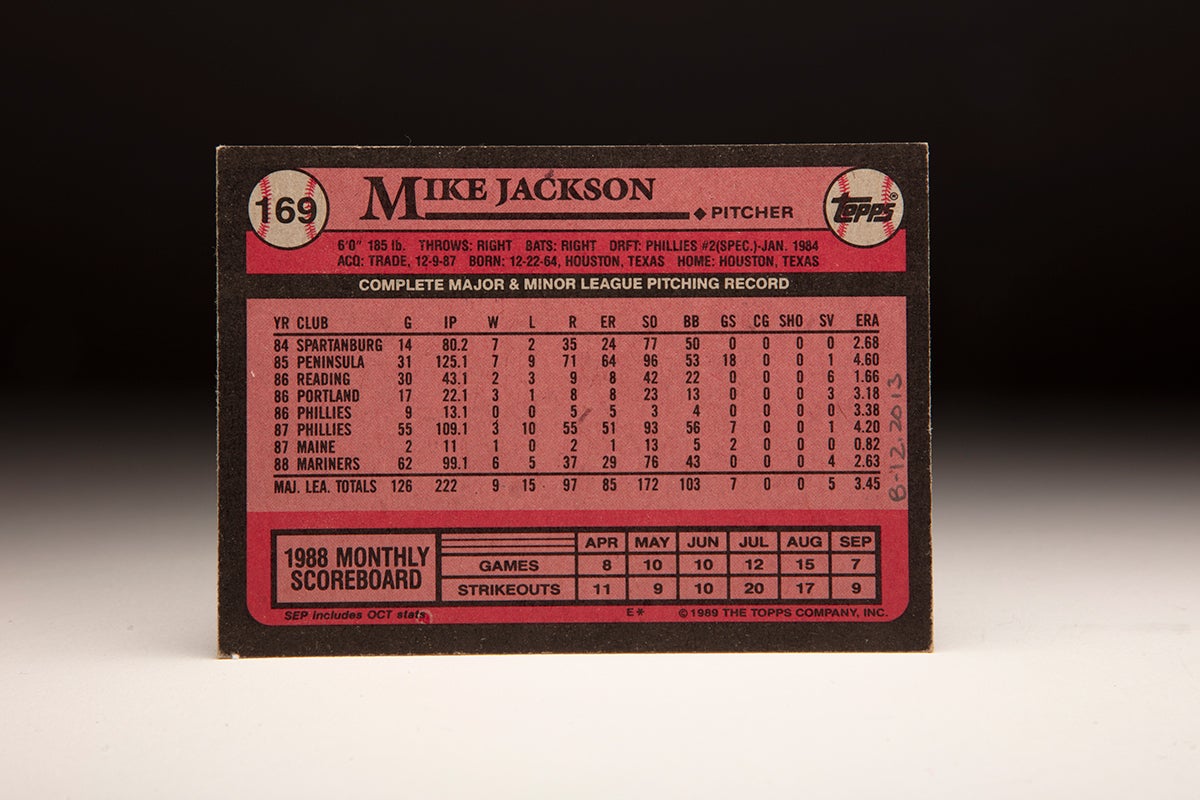 169
MIKE JACKSON
◆ PITCHER
topps®
6'0" 185 lb. THROWS: RIGHT BATS: RIGHT DRFT: PHILLIES #2(SPEC.)-JAN. 1984
ACQ: TRADE, 12-9-87 BORN: 12-22-64, HOUSTON, TEXAS HOME: HOUSTON, TEXAS
COMPLETE MAJOR & MINOR LEAGUE PITCHING RECORD
YR CLUB G IP W L R ER SO BB GS CG SHO SV ERA
84 SPARTANBURG 14 80.2 7 2 35 24 77 50 0 0 0 0 2.68
85 PENINSULA 31 125.1 7 9 71 64 96 53 18 0 0 1 4.60
86 READING 30 43.1 2 3 9 8 42 22 0 0 0 6 1.66
86 PORTLAND 17 22.1 3 1 8 8 23 13 0 0 0 3 3.18
86 PHILLIES 9 13.1 0 0 5 5 3 4 0 0 0 0 3.38
87 PHILLIES 55 109.1 3 10 55 51 93 56 7 0 0 1 4.20
87 MAINE 2 11 1 0 2 1 13 5 2 0 0 0 0.82
88 MARINERS 62 99.1 6 5 37 29 76 43 0 0 0 4 2.63
MAJ. LEA. TOTALS 126 222 9 15 97 85 172 103 7 0 0 5 3.45
B-12.2013
1988 MONTHLY
SCOREBOARD
APR MAY JUN JUL AUG SEP
GAMES 8 10 10 12 15 7
STRIKEOUTS 11 9 10 20 17 9
SEP includes OCT stats
E* ©1989 THE TOPPS COMPANY, INC.